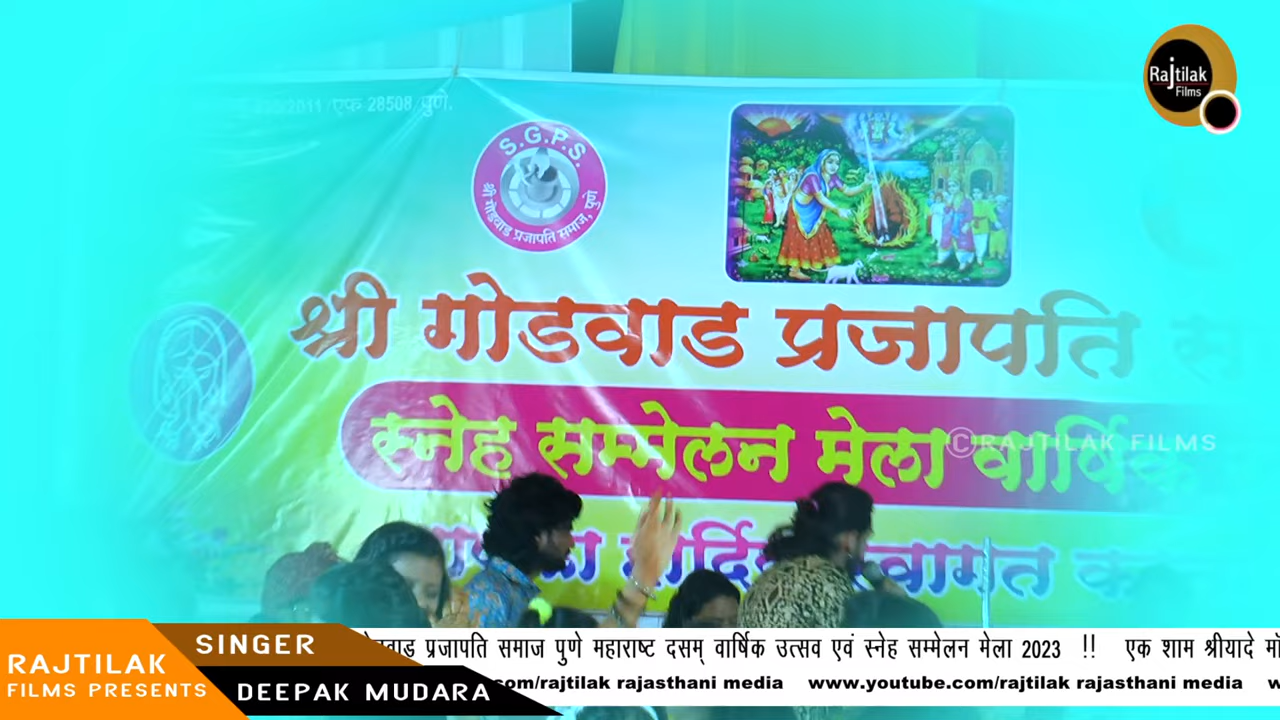 /2011/एफ 28508/पुणे.
Rajtilak
Films
S.G.P.S.
श्री गोडवाड प्रजापति समाज, पुणे
श्री गोडवाड प्रजापति
स्नेह सम्मेलन मेला वार्षिक
©RAJTILAK FILMS
हार्दिक स्वागत
SINGER
RAJTILAK
FILMS PRESENTS
DEEPAK MUDARA
प्रजापति समाज पुणे महाराष्ट दसम् वार्षिक उत्सव एवं स्नेह सम्मेलन मेला 2023 !! एक शाम श्रीयादे
om/rajtilak rajasthani media www.youtube.com/rajtilak rajasthani media w